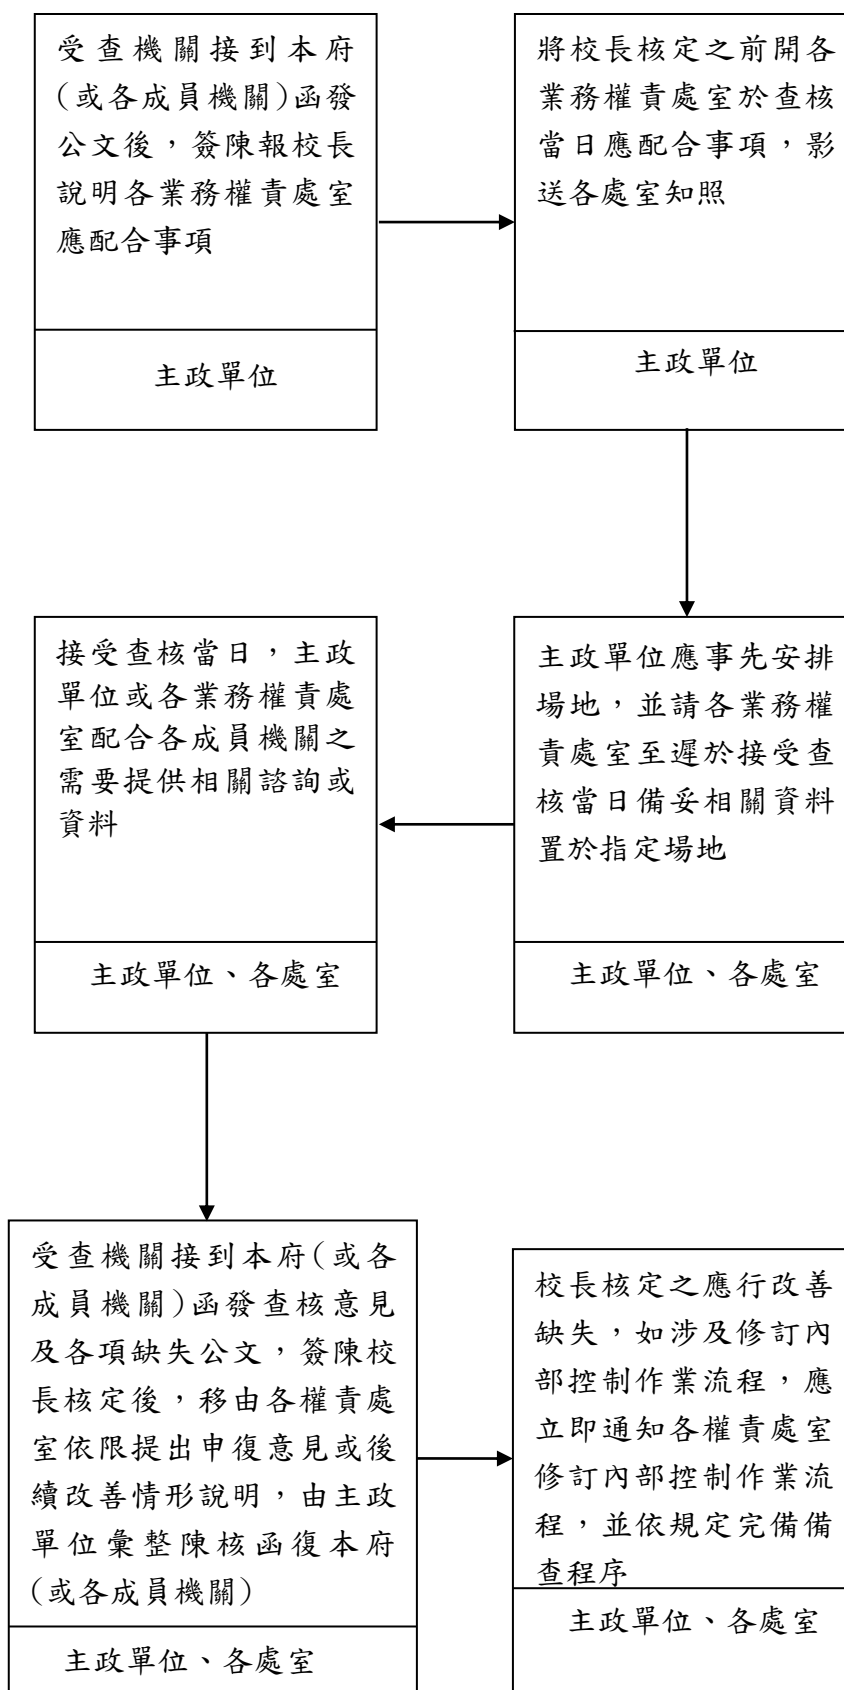 受查機關接到本府
(或各成員機關)函發
公文後，簽陳報校長
說明各業務權責處室
應配合事項
主政單位
將校長核定之前開各
業務權責處室於查核
當日應配合事項，影
送各處室知照
主政單位
主政單位應事先安排
場地，並請各業務權
責處室至遲於接受查
核當日備妥相關資料
置於指定場地
主政單位、各處室
接受查核當日，主政
單位或各業務權責處
室配合各成員機關之
需要提供相關諮詢或
資料
主政單位、各處室
受查機關接到本府(或各
成員機關)函發查核意見
及各項缺失公文，簽陳校
長核定後，移由各權責處
室依限提出申復意見或後
續改善情形說明，由主政
單位彙整陳核函復本府
(或各成員機關)
主政單位、各處室
校長核定之應行改善
缺失，如涉及修訂內
部控制作業流程，應
立即通知各權責處室
修訂內部控制作業流
程，並依規定完備備
查程序
主政單位、各處室